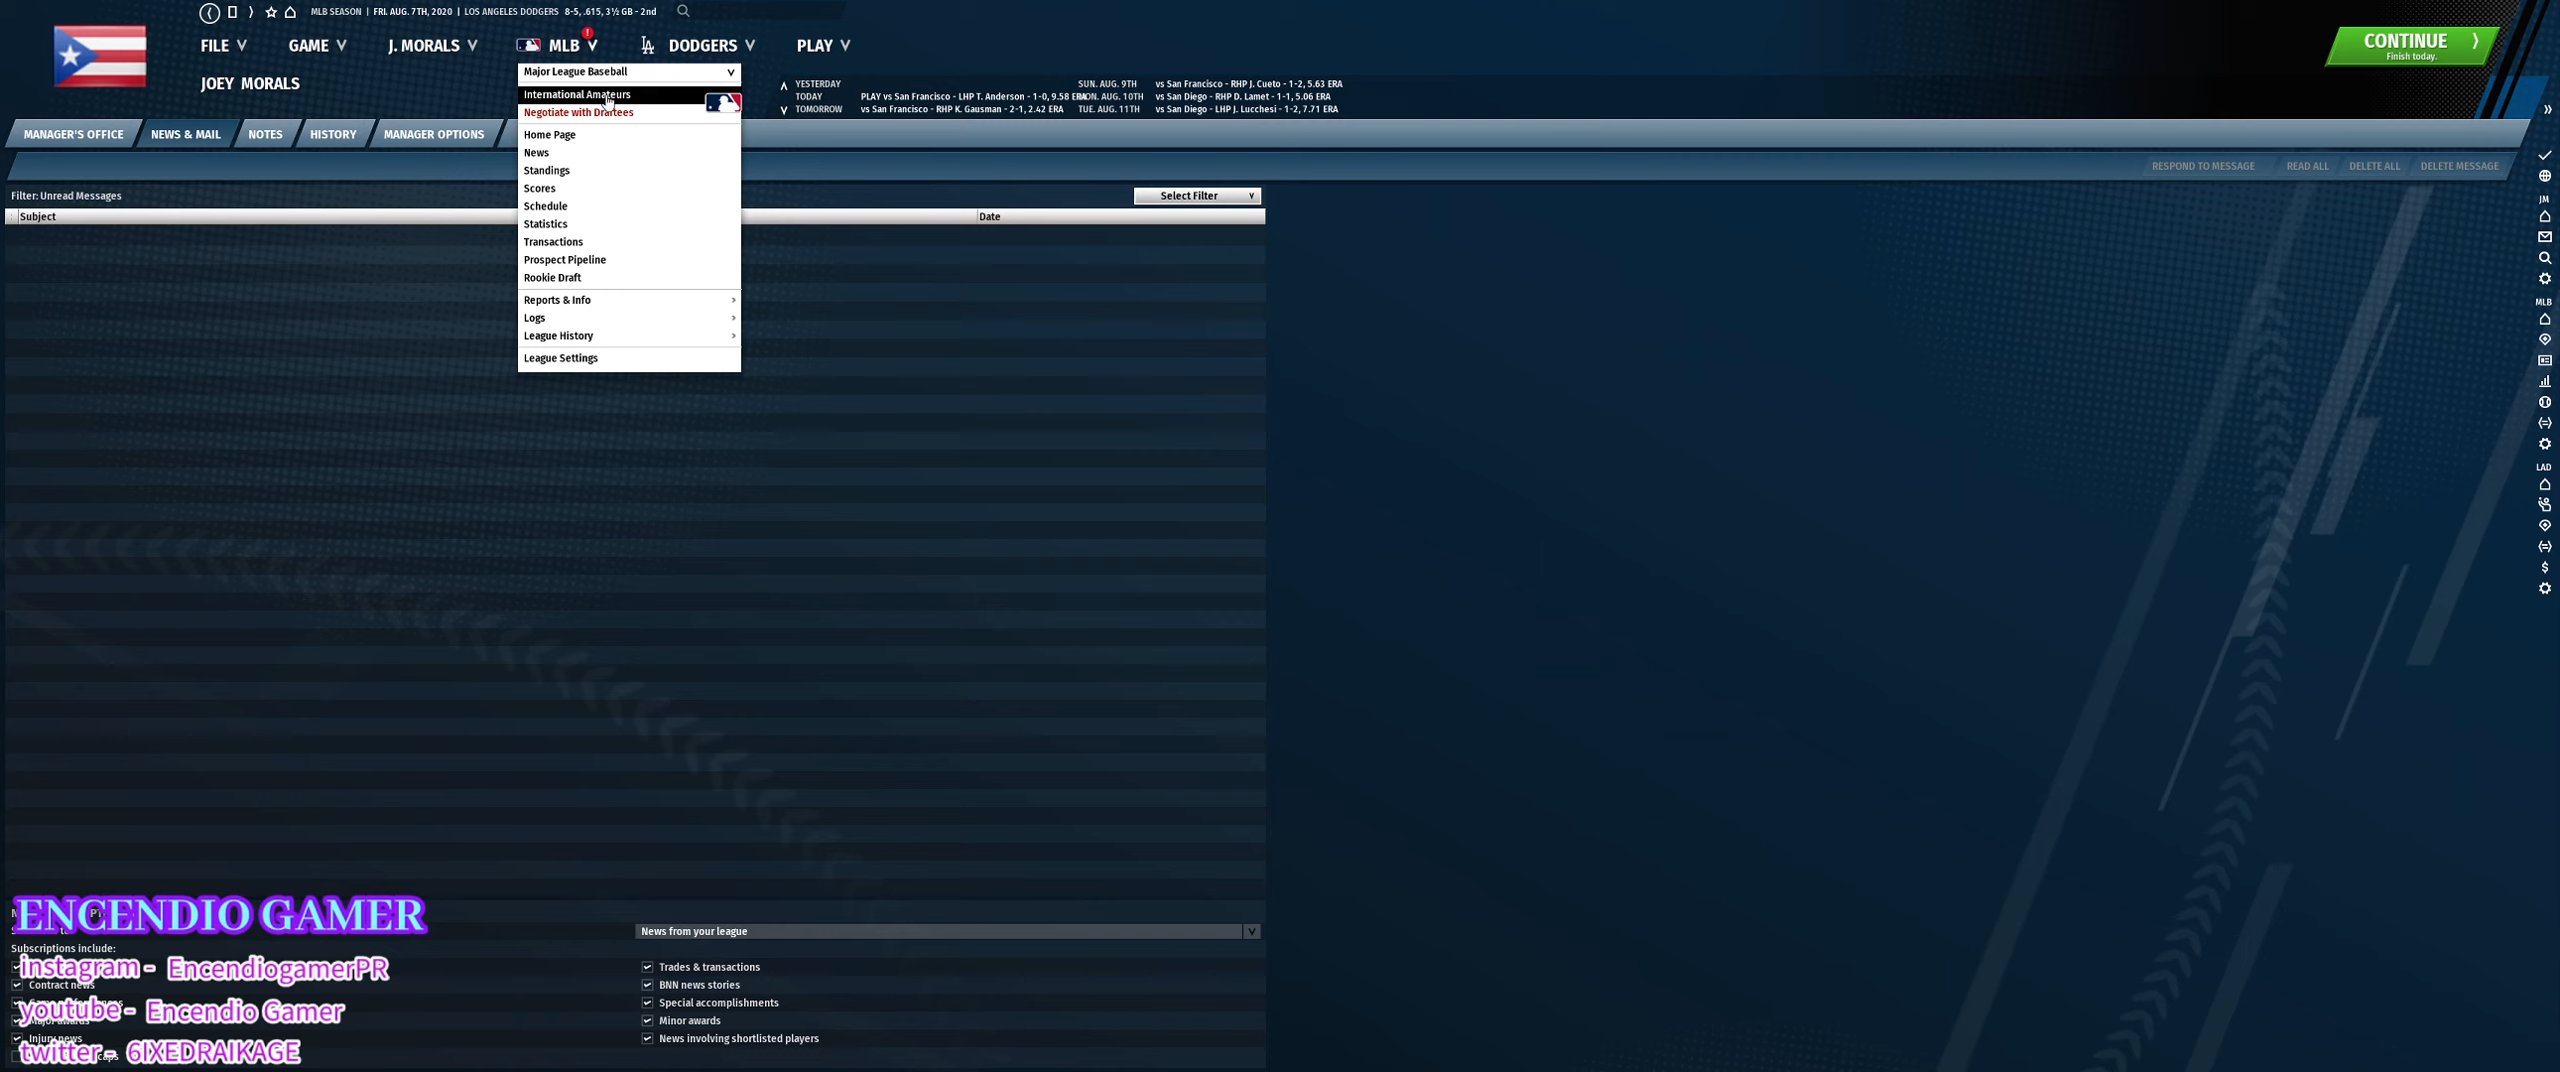 MLB SEASON | FRI. AUG. 7TH, 2020 | LOS ANGELES DODGERS 8-5, .615, 3½ GB - 2nd
FILE GAME J. MORALS MLB ! DODGERS PLAY
CONTINUE
Finish today.
JOEY MORALS
YESTERDAY
TODAY PLAY vs San Francisco - LHP T. Anderson - 1-0, 9.58 ERA
TOMORROW vs San Francisco - RHP K. Gausman - 2-1, 2.42 ERA
SUN. AUG. 9TH vs San Francisco - RHP J. Cueto - 1-2, 5.63 ERA
MON. AUG. 10TH vs San Diego - RHP D. Lamet - 1-1, 5.06 ERA
TUE. AUG. 11TH vs San Diego - LHP J. Lucchesi - 1-2, 7.71 ERA
Major League Baseball
International Amateurs
Negotiate with Draftees
Home Page
News
Standings
Scores
Schedule
Statistics
Transactions
Prospect Pipeline
Rookie Draft
Reports & Info
Logs
League History
League Settings
MANAGER'S OFFICE NEWS & MAIL NOTES HISTORY MANAGER OPTIONS
RESPOND TO MESSAGE READ ALL DELETE ALL DELETE MESSAGE
Filter: Unread Messages
Select Filter
Subject Date
JM
MLB
LAD
ENCENDIO GAMER
News from your league
Subscriptions include:
instagram - EncendiogamerPR
Trades & transactions
Contract news
BNN news stories
youtube - Encendio Gamer
Special accomplishments
Major awards
Minor awards
Injury news
News involving shortlisted players
twitter - 6IXEDRAIKAGE